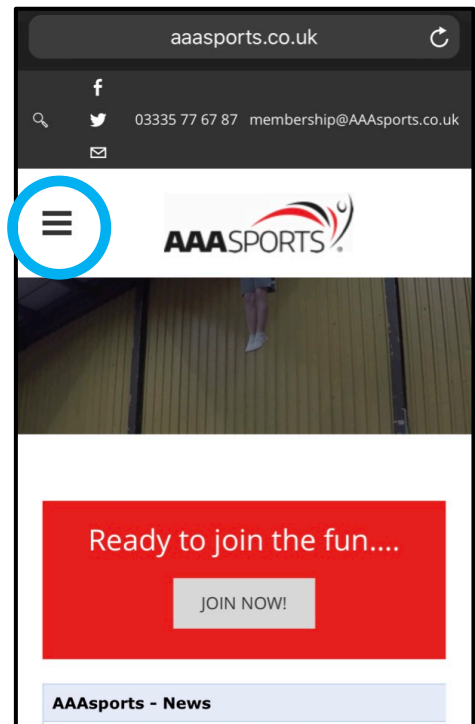 aaasports.co.uk
03335 77 67 87 membership@AAAsports.co.uk
AAASPORTS
Ready to join the fun....
JOIN NOW!
AAAsports - News